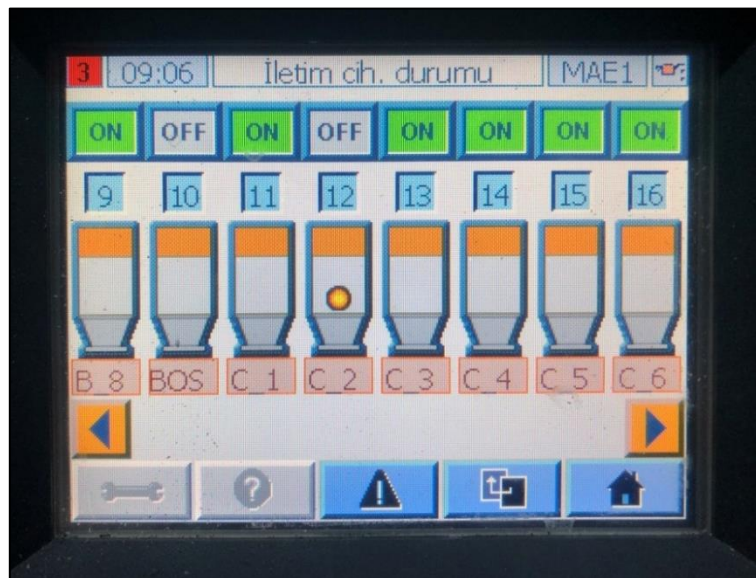 3 09:06 İletim cih. durumu MAE1
ON OFF ON OFF ON ON ON ON
9 10 11 12 13 14 15 16
B_8 BOS C_1 C_2 C_3 C_4 C_5 C_6
?